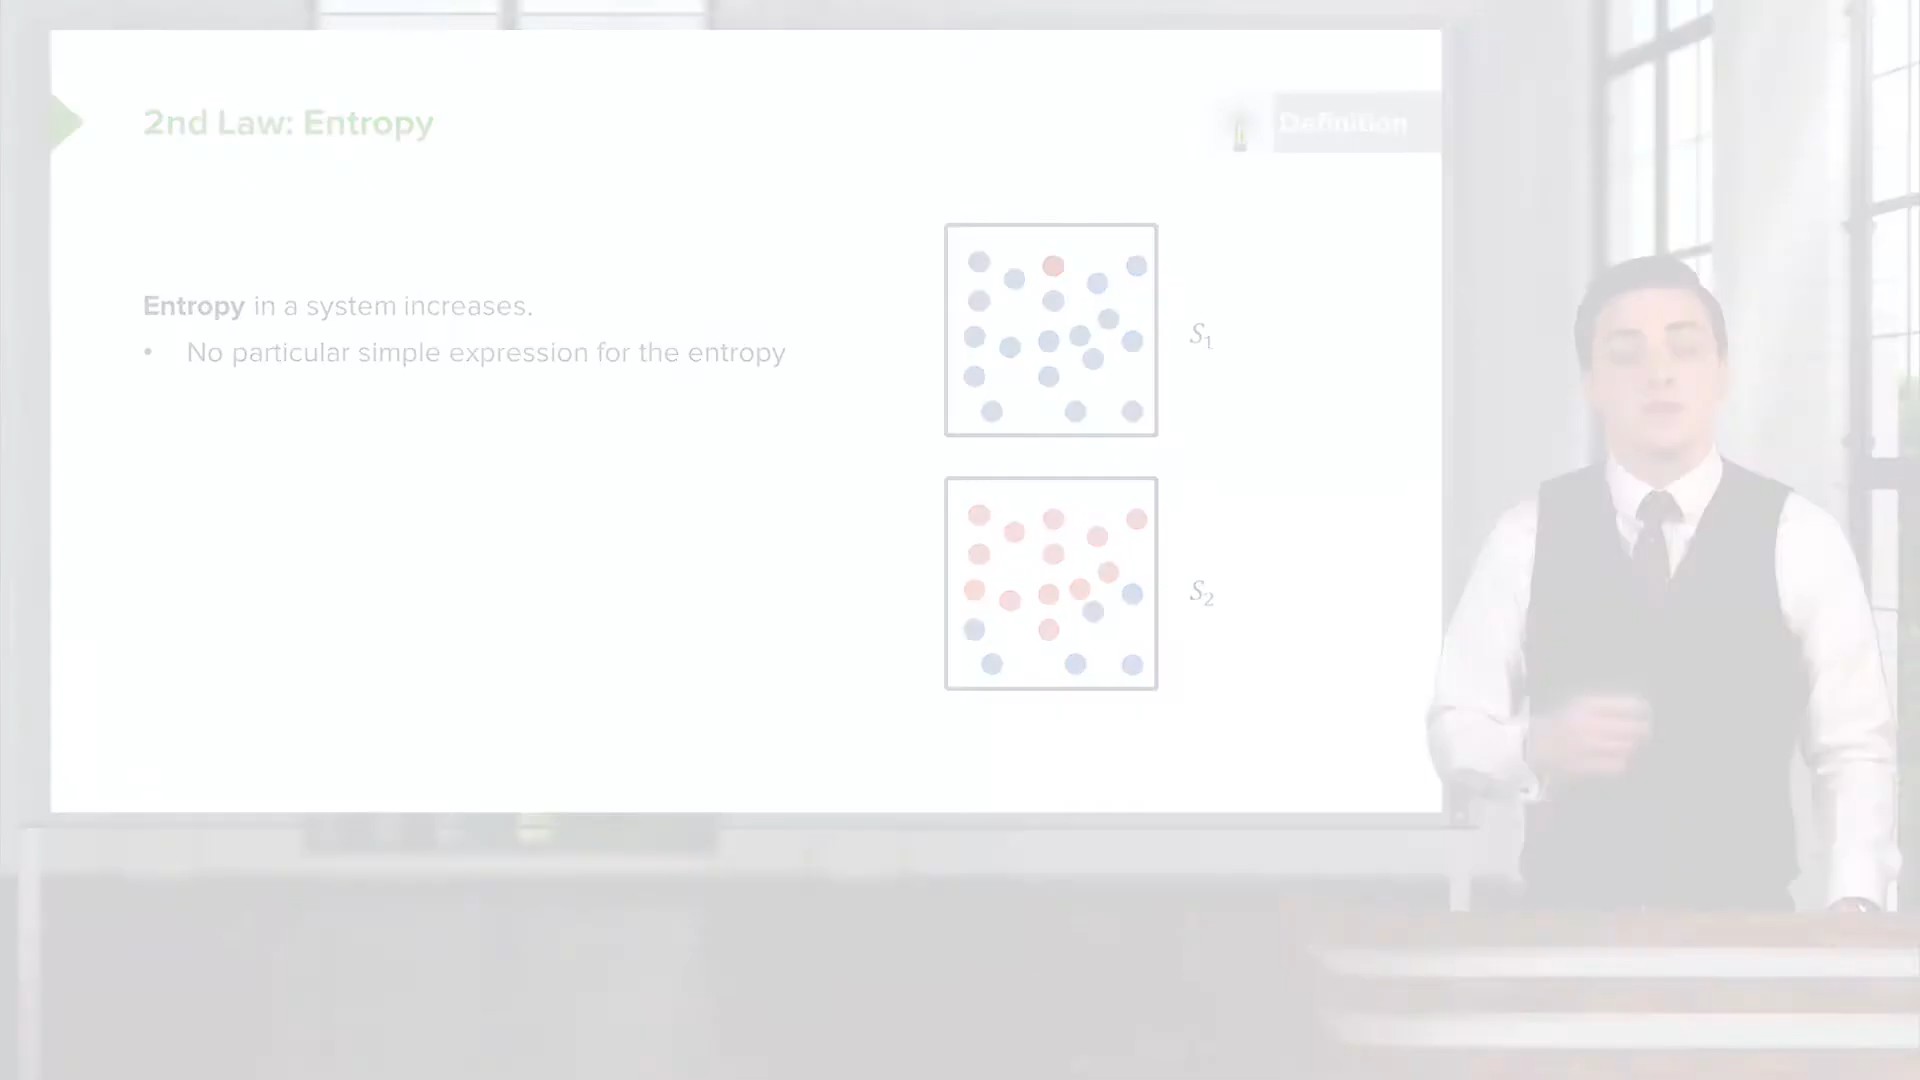 2nd Law: Entropy
Definition
Entropy in a system increases.
• No particular simple expression for the entropy
S₁
S₂